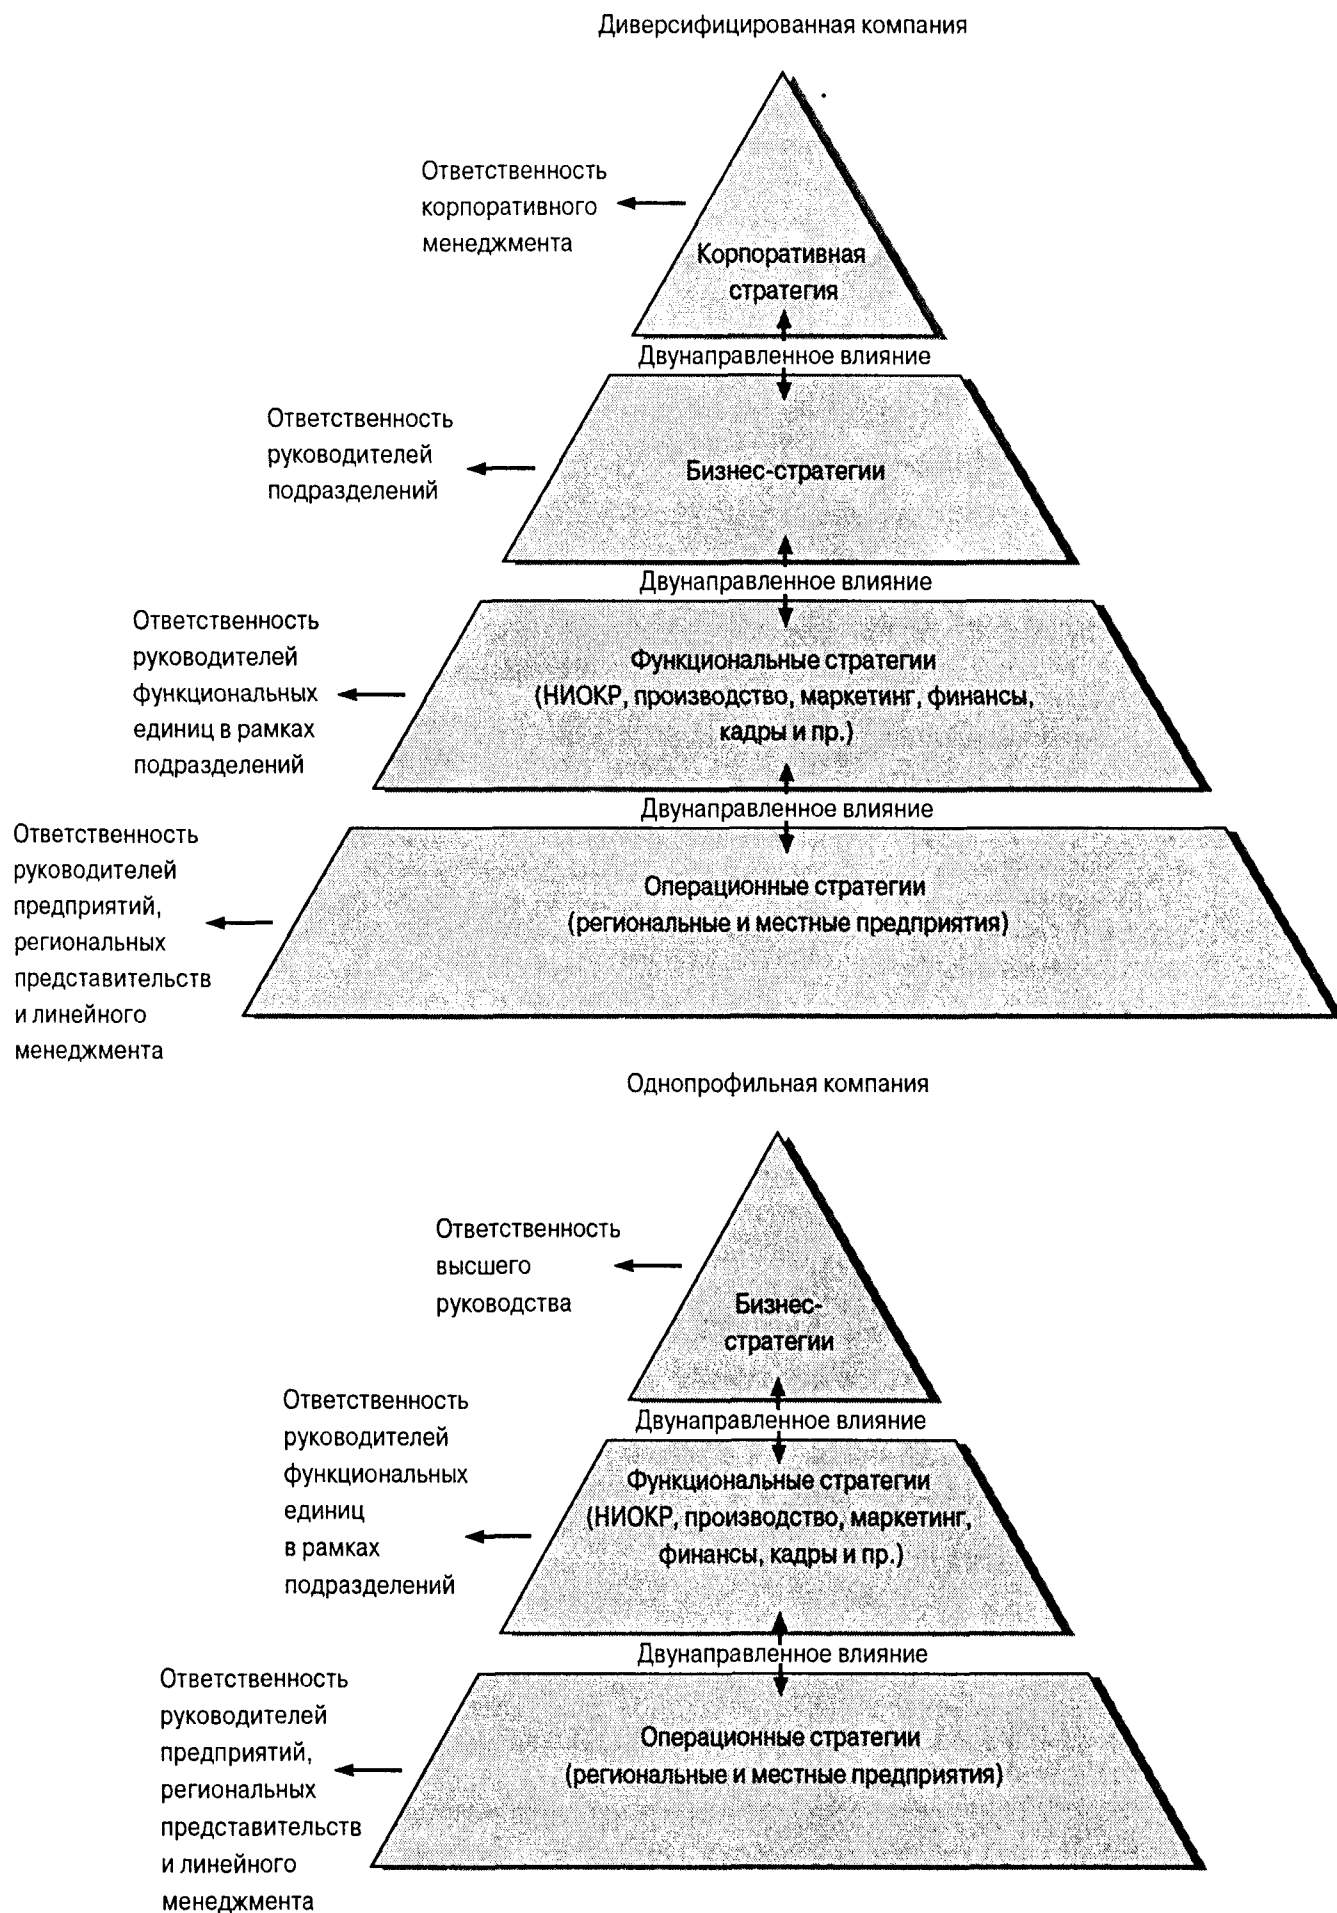 Диверсифицированная компания
Ответственность
корпоративного
менеджмента
Корпоративная
стратегия
Двунаправленное влияние
Ответственность
руководителей
подразделений
Бизнес-стратегии
Двунаправленное влияние
Ответственность
руководителей
функциональных
единиц в рамках
подразделений
Функциональные стратегии
(НИОКР, производство, маркетинг, финансы,
кадры и пр.)
Двунаправленное влияние
Ответственность
руководителей
предприятий,
региональных
представительств
и линейного
менеджмента
Операционные стратегии
(региональные и местные предприятия)
Однопрофильная компания
Ответственность
высшего
руководства
Бизнес-
стратегии
Двунаправленное влияние
Ответственность
руководителей
функциональных
единиц
в рамках
подразделений
Функциональные стратегии
(НИОКР, производство, маркетинг,
финансы, кадры и пр.)
Двунаправленное влияние
Ответственность
руководителей
предприятий,
региональных
представительств
и линейного
менеджмента
Операционные стратегии
(региональные и местные предприятия)